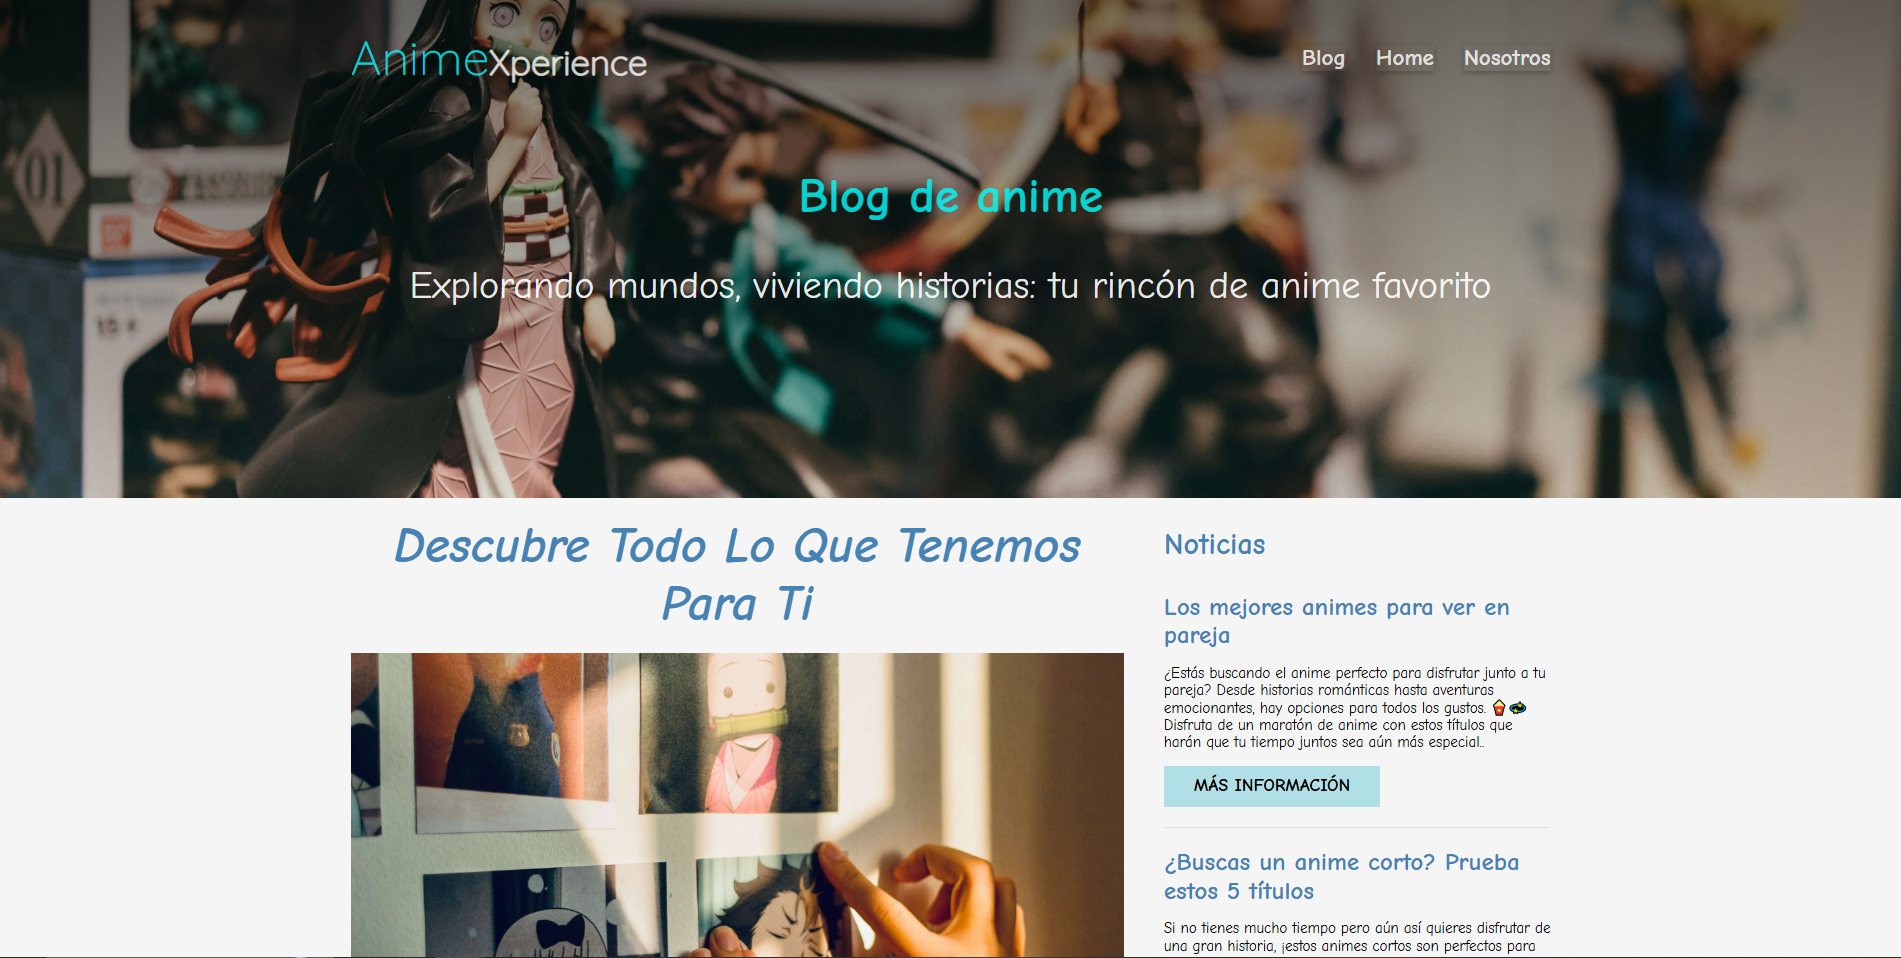 AnimeXperience
Blog Home Nosotros
01
15+
Blog de anime
Explorando mundos, viviendo historias: tu rincón de anime favorito
Descubre Todo Lo Que Tenemos
Para Ti
Noticias
Los mejores animes para ver en
pareja
¿Estás buscando el anime perfecto para disfrutar junto a tu
pareja? Desde historias románticas hasta aventuras
emocionantes, hay opciones para todos los gustos. 🍿💫
Disfruta de un maratón de anime con estos títulos que
harán que tu tiempo juntos sea aún más especial..
MÁS INFORMACIÓN
¿Buscas un anime corto? Prueba
estos 5 títulos
Si no tienes mucho tiempo pero aún así quieres disfrutar de
una gran historia, ¡estos animes cortos son perfectos para